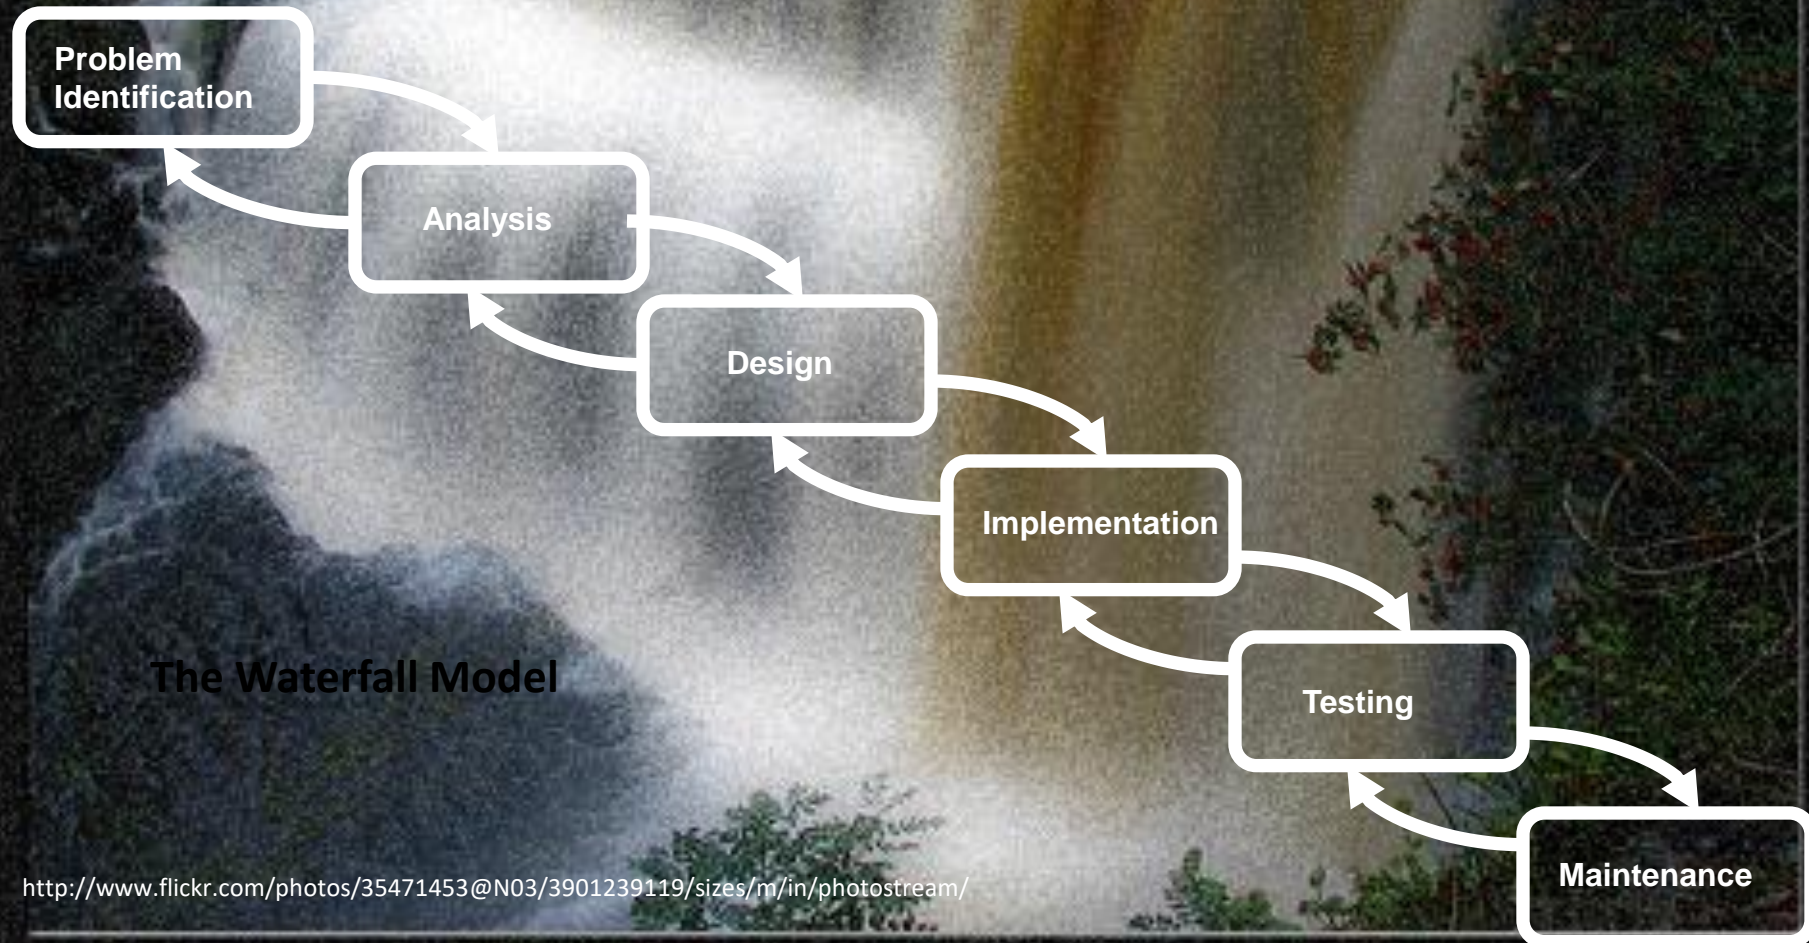 Problem
Identification
Analysis
Design
Implementation
Testing
Maintenance
The Waterfall Model
http://www.flickr.com/photos/35471453@N03/3901239119/sizes/m/in/photostream/